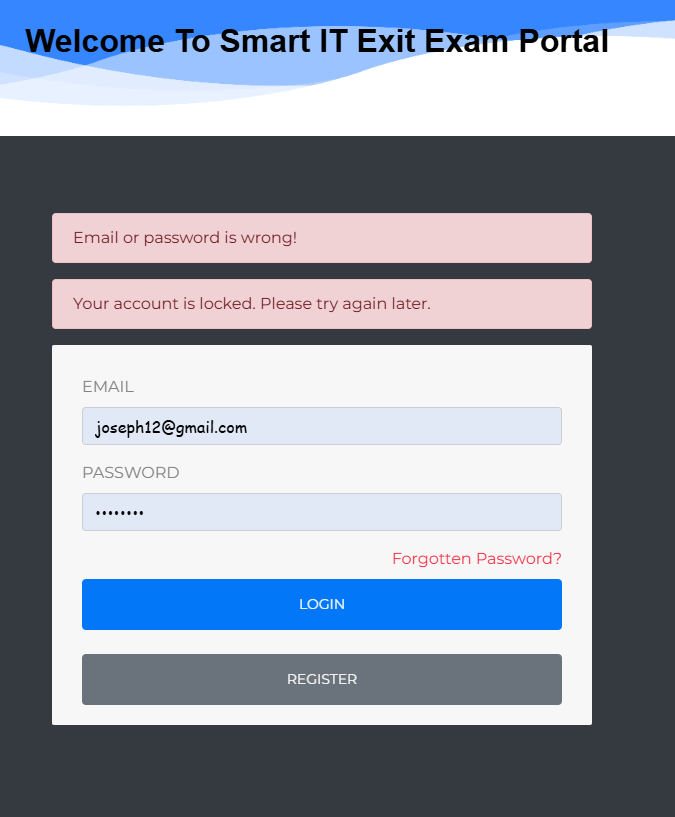 Welcome To Smart IT Exit Exam Portal
Email or password is wrong!
Your account is locked. Please try again later.
EMAIL
joseph12@gmail.com
PASSWORD
••••••••
Forgotten Password?
LOGIN
REGISTER